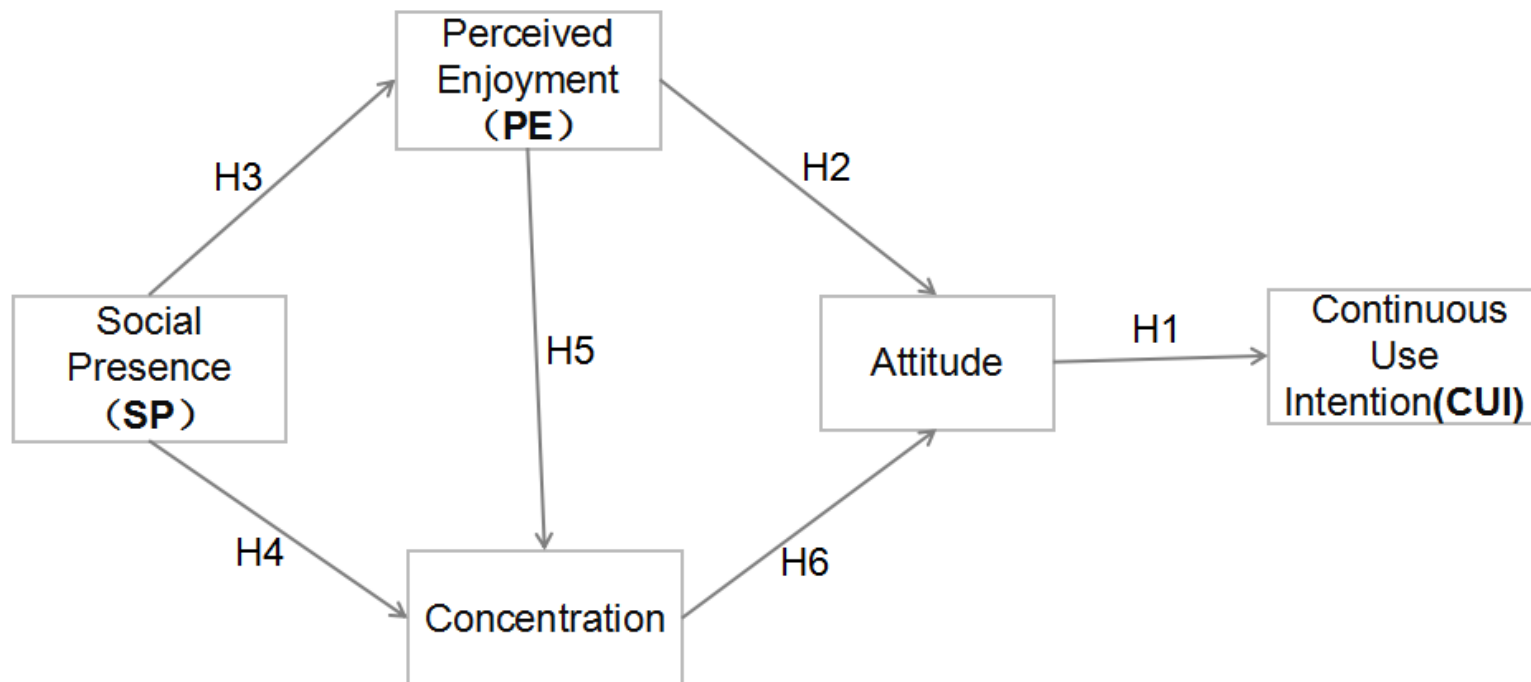 Perceived
Enjoyment
（PE）
H3
H2
Social
Presence
（SP）
H5
Attitude
H1
Continuous
Use
Intention(CUI)
H4
H6
Concentration